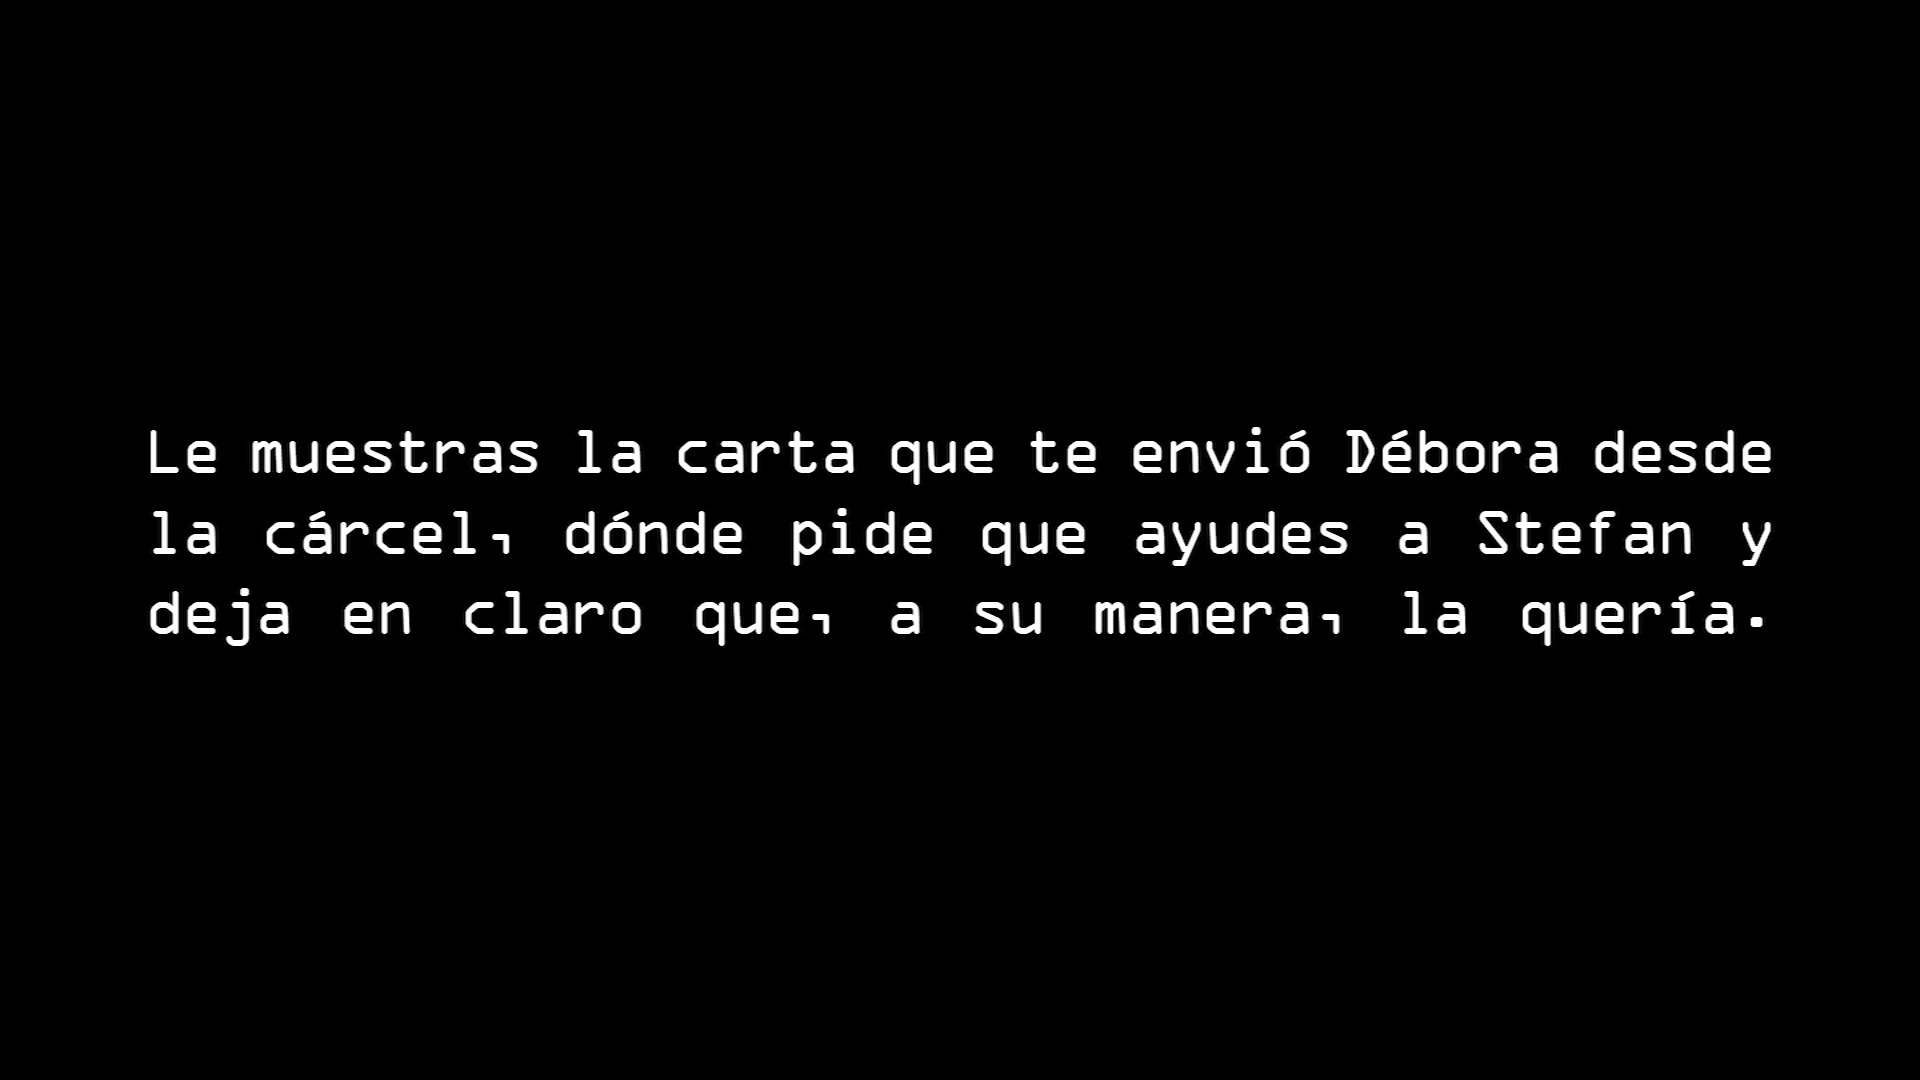 Le muestras la carta que te envió Débora desde
la cárcel, dónde pide que ayudes a Stefan y
deja en claro que, a su manera, la quería.